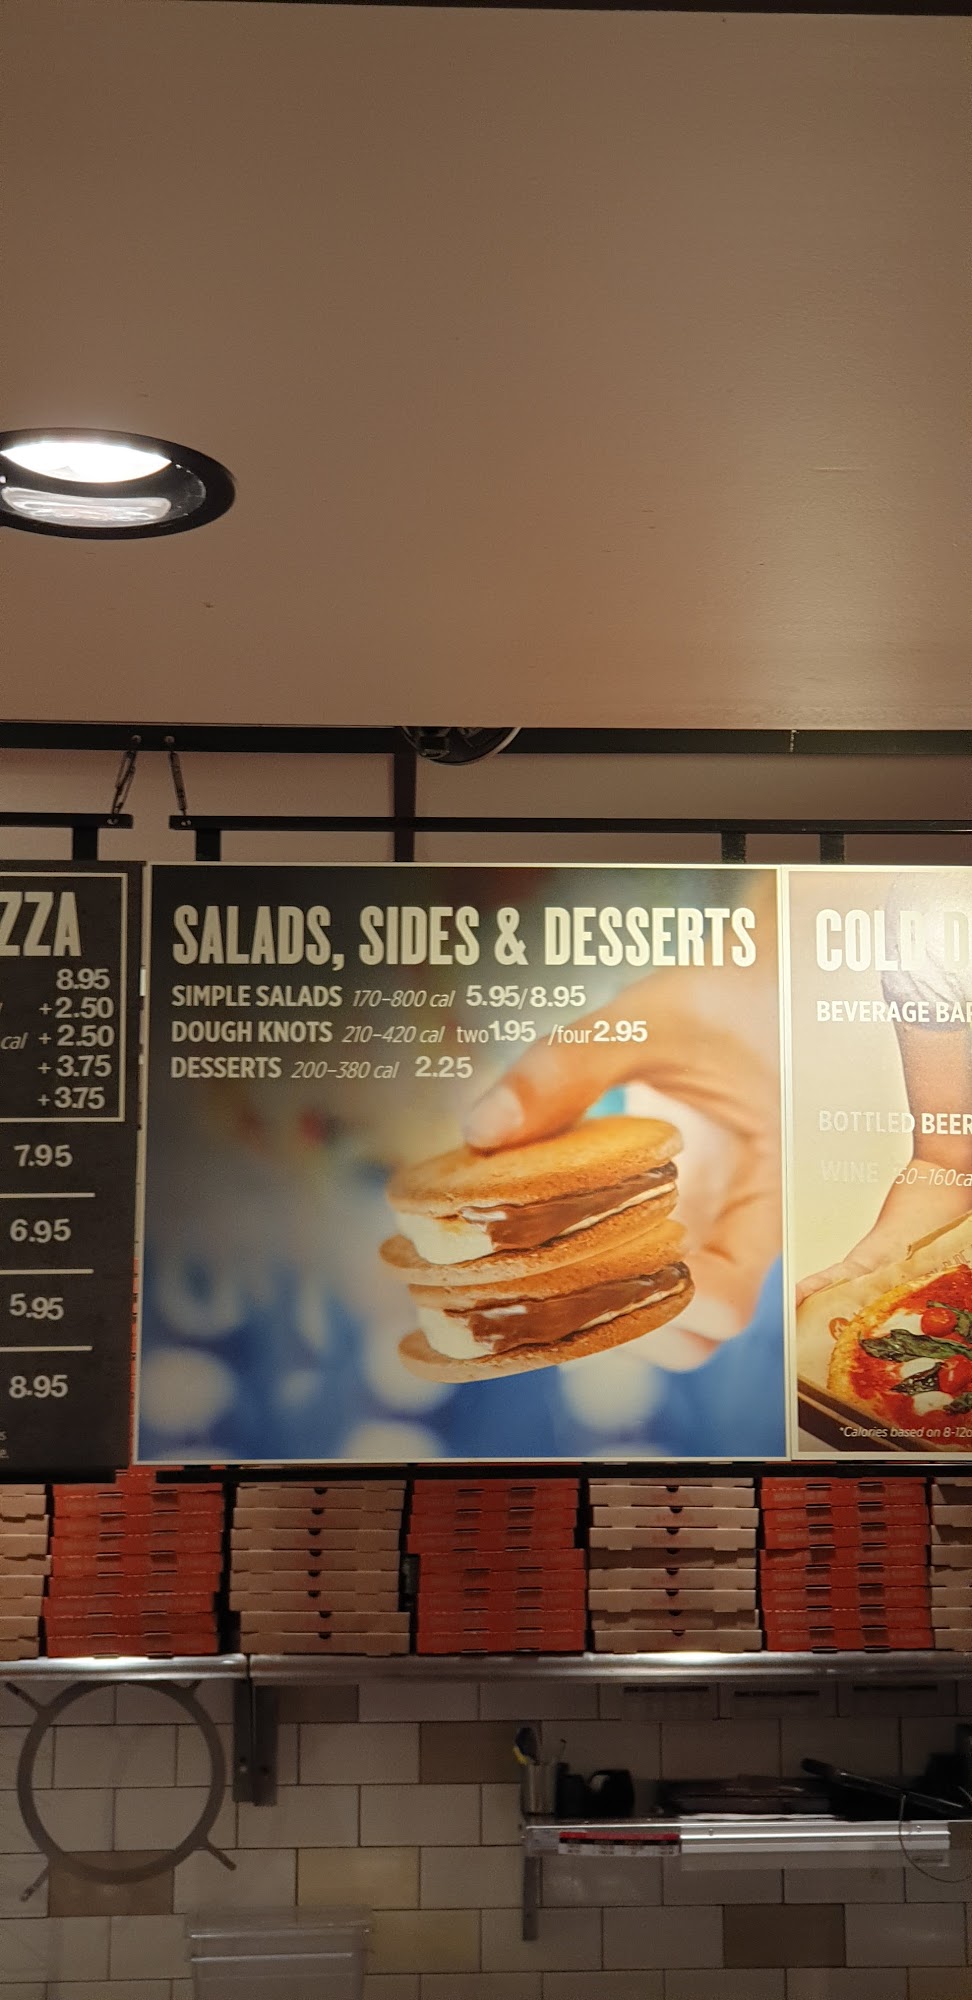 ZZA
8.95
+2.50
cal +2.50
+3.75
+3.75
7.95
6.95
5.95
8.95
SALADS, SIDES & DESSERTS
SIMPLE SALADS 170–800 cal 5.95/8.95
DOUGH KNOTS 210–420 cal two1.95 /four2.95
DESSERTS 200–380 cal 2.25
COLD D
BEVERAGE BAR
BOTTLED BEER
WINE 150–160ca
*Calories based on 8-12o